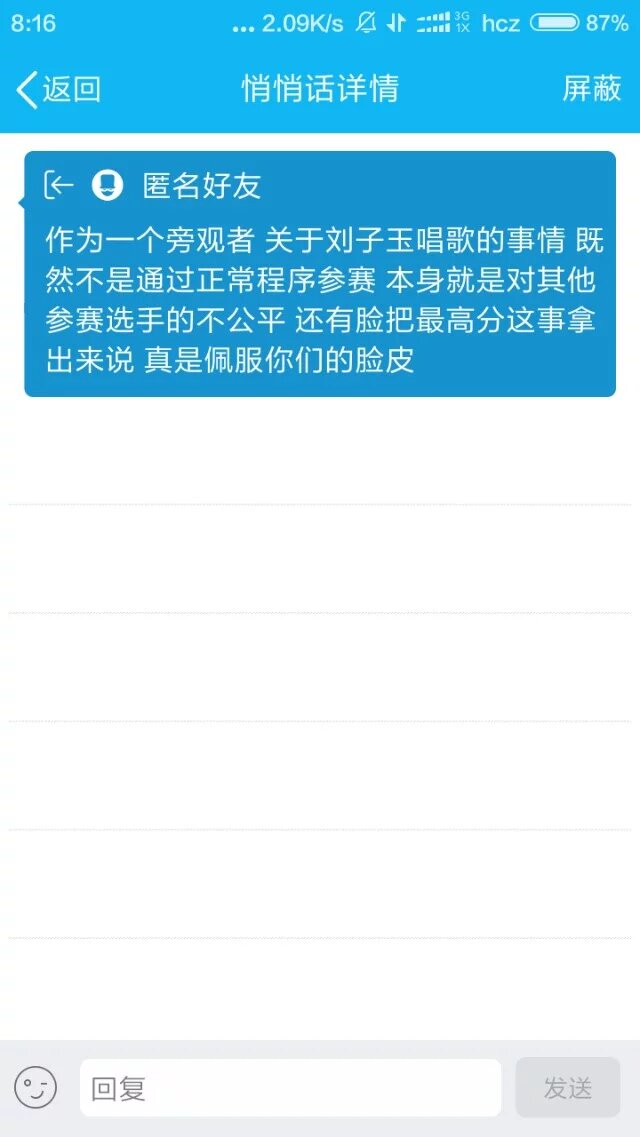 8:16 ... 2.09K/s 3G 1X hcz 87%
返回 悄悄话详情 屏蔽
匿名好友
作为一个旁观者 关于刘子玉唱歌的事情 既
然不是通过正常程序参赛 本身就是对其他
参赛选手的不公平 还有脸把最高分这事拿
出来说 真是佩服你们的脸皮
回复 发送